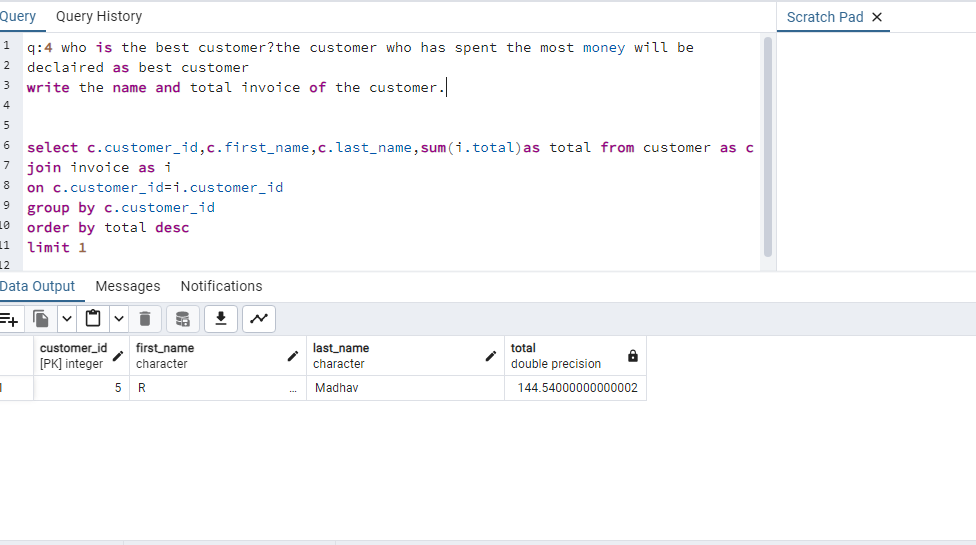 Query Query History
Scratch Pad ✕
1 q:4 who is the best customer?the customer who has spent the most money will be
2 declaired as best customer
3 write the name and total invoice of the customer.
4
5
6 select c.customer_id,c.first_name,c.last_name,sum(i.total)as total from customer as c
7 join invoice as i
8 on c.customer_id=i.customer_id
9 group by c.customer_id
10 order by total desc
11 limit 1
12
Data Output Messages Notifications
customer_id first_name last_name total
[PK] integer character character double precision
1 5 R ... Madhav 144.54000000000002